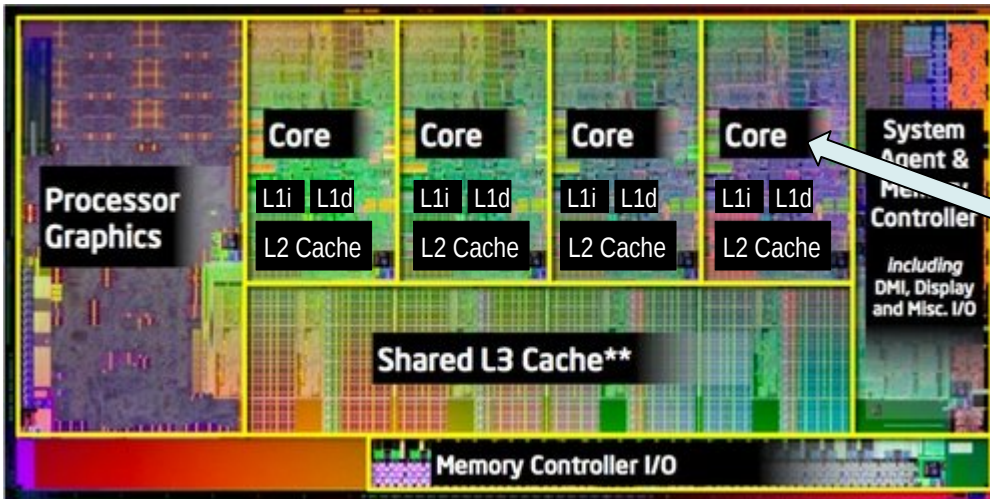 Processor
Graphics
Core
L1i L1d
L2 Cache
Core
L1i L1d
L2 Cache
Core
L1i L1d
L2 Cache
Core
L1i L1d
L2 Cache
System
Agent &
Memory
Controller
including
DMI, Display
and Misc. I/O
Shared L3 Cache**
Memory Controller I/O